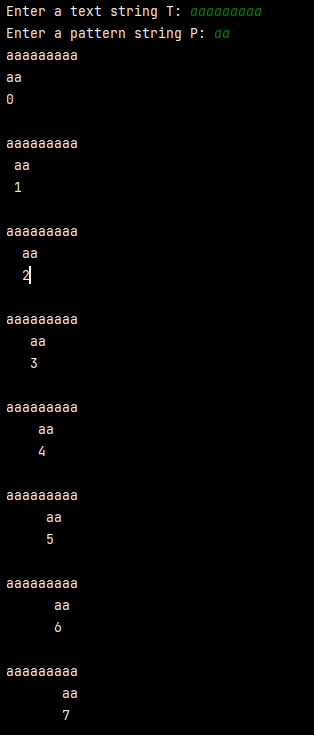 Enter a text string T: aaaaaaaaa
Enter a pattern string P: aa
aaaaaaaaa
aa
0

aaaaaaaaa
 aa
 1

aaaaaaaaa
  aa
  2

aaaaaaaaa
   aa
   3

aaaaaaaaa
    aa
    4

aaaaaaaaa
     aa
     5

aaaaaaaaa
      aa
      6

aaaaaaaaa
       aa
       7